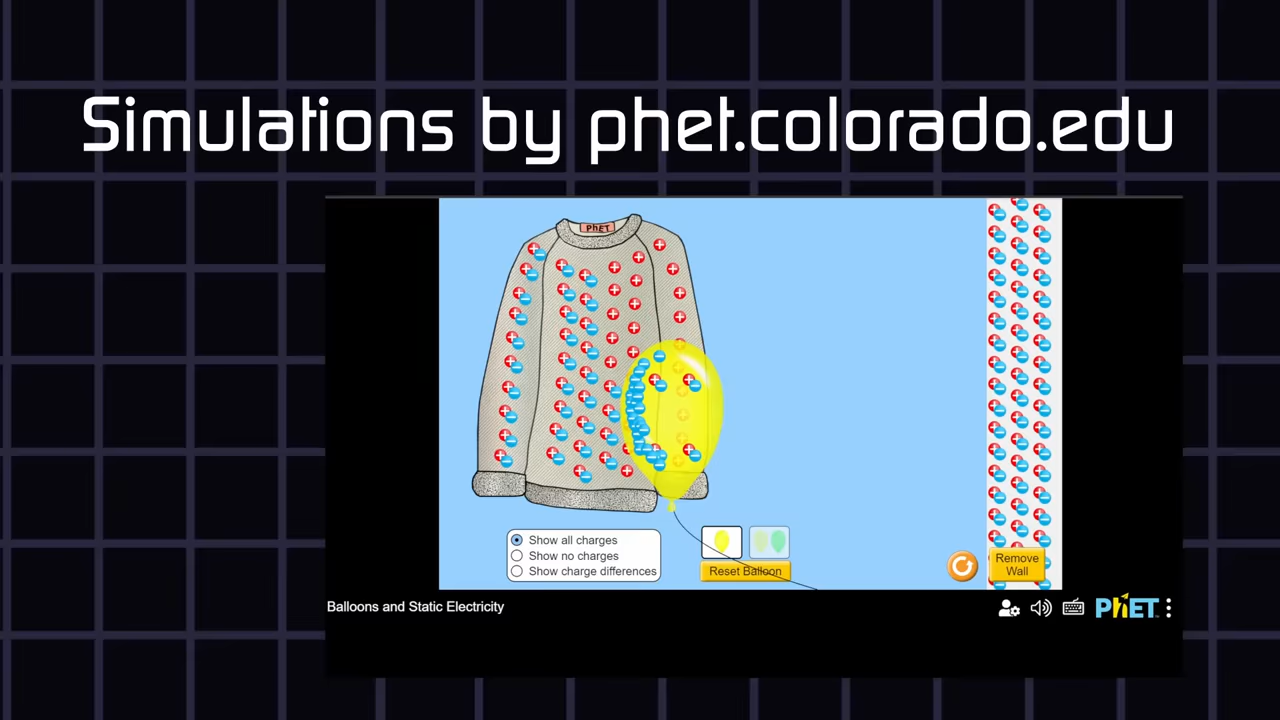 Simulations by phet.colorado.edu
PhET
Show all charges
Show no charges
Show charge differences
Reset Balloon
Remove
Wall
Balloons and Static Electricity
PhET